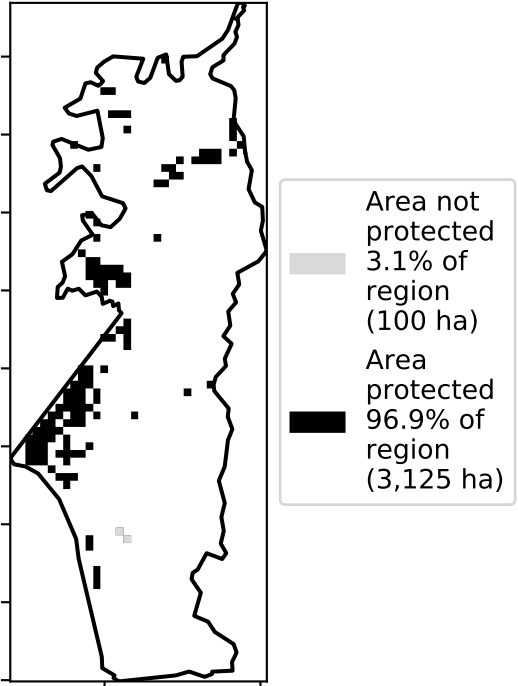 Area not
protected
3.1% of
region
(100 ha)
Area
protected
96.9% of
region
(3,125 ha)